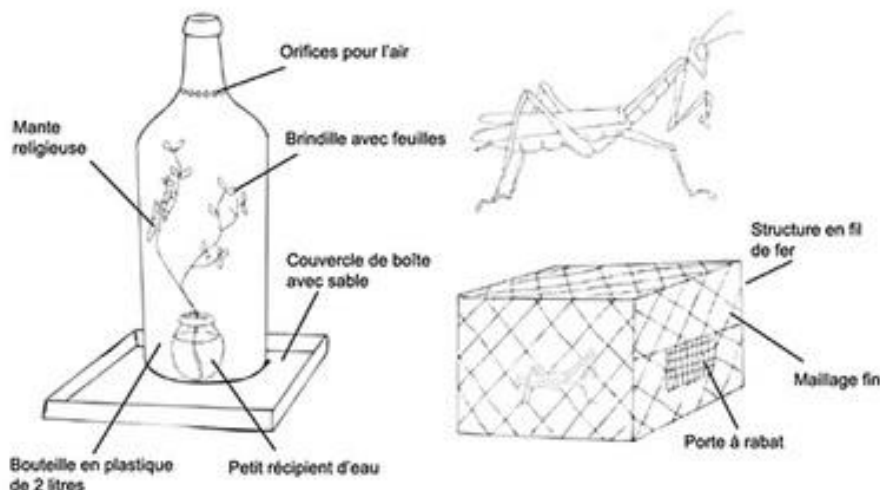 Orifices pour l'air
Mante
religieuse
Brindille avec feuilles
Couvercle de boîte
avec sable
Bouteille en plastique
de 2 litres
Petit récipient d'eau
Structure en fil
de fer
Maillage fin
Porte à rabat